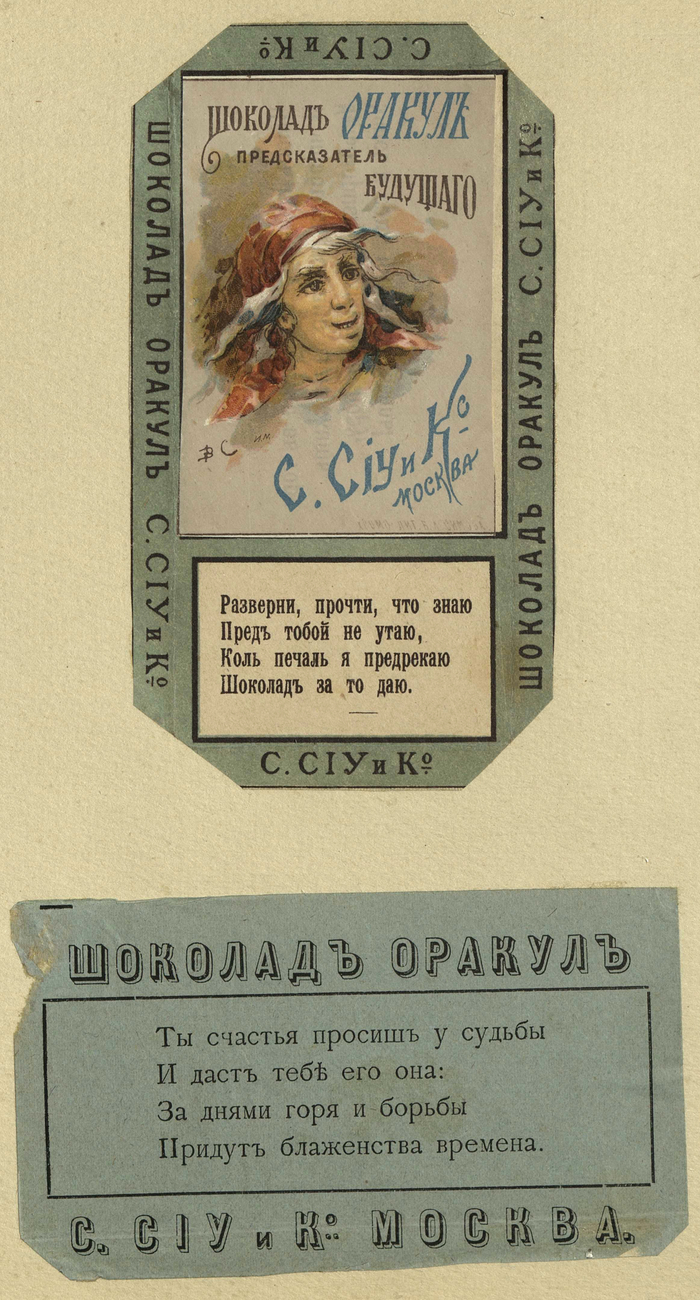 С. СІУ и Кº
ШОКОЛАДЪ ОРАКУЛЪ С. СІУ и Кº
ШОКОЛАДЪ ОРАКУЛЪ С. СІУ и Кº
ШОКОЛАДЪ ОРАКУЛЪ
ПРЕДСКАЗАТЕЛЬ
БУДУЩАГО
С. Сіу и Кº
МОСКВА
Разверни, прочти, что знаю
Предъ тобой не утаю,
Коль печаль я предрекаю
Шоколадъ за то даю.
С. СІУ и Кº
ШОКОЛАДЪ ОРАКУЛЪ
Ты счастья просишъ у судьбы
И дастъ тебѣ его она:
За днями горя и борьбы
Придутъ блаженства времена.
С. СІУ и Кº МОСКВА.